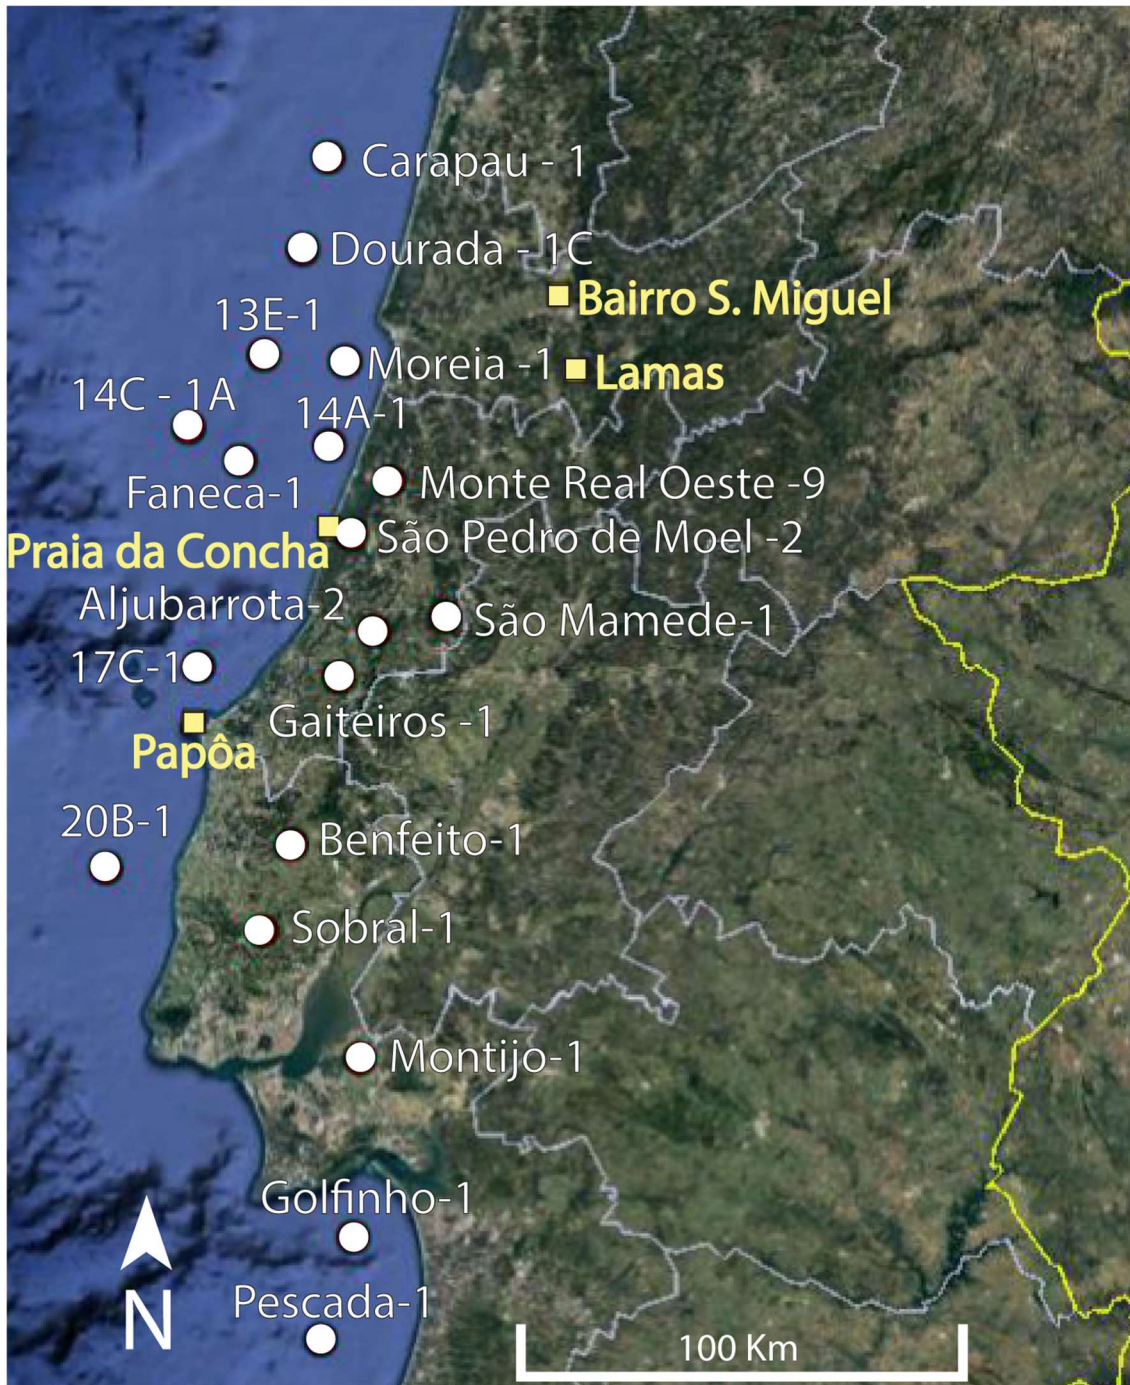 Carapau - 1
Dourada - 1C
Bairro S. Miguel
13E-1
Moreia -1
Lamas
14C - 1A
14A-1
Faneca-1
Monte Real Oeste -9
Praia da Concha
São Pedro de Moel -2
Aljubarrota-2
São Mamede-1
17C-1
Gaiteiros -1
Papôa
20B-1
Benfeito-1
Sobral-1
Montijo-1
Golfinho-1
Pescada-1
N
100 Km